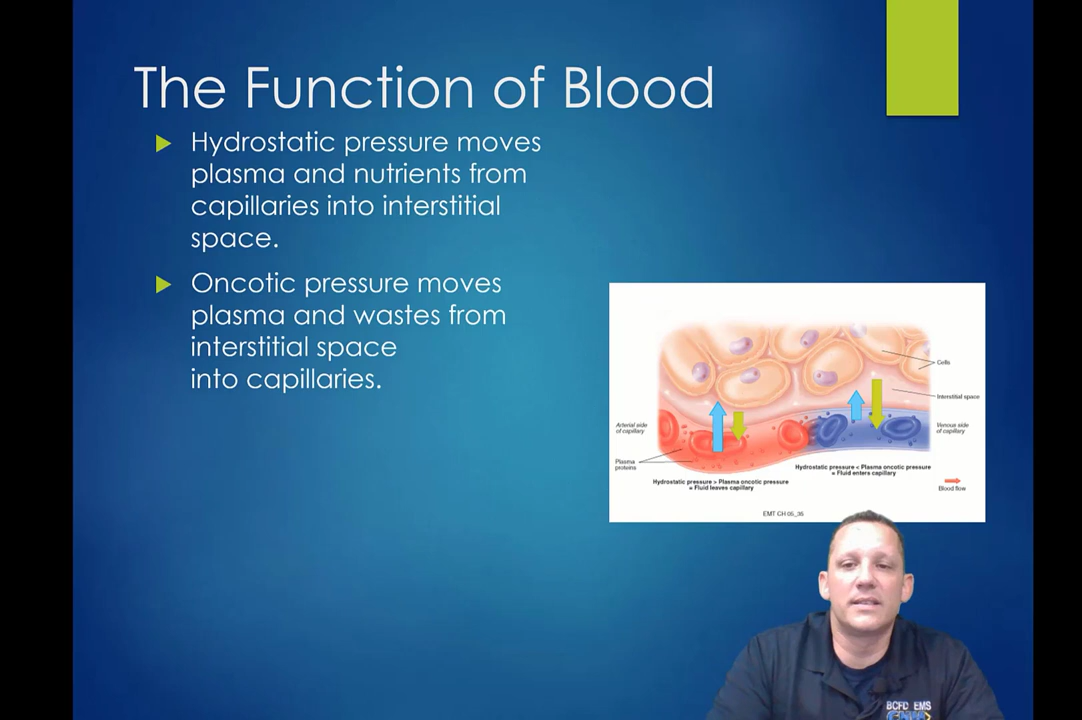 The Function of Blood
Hydrostatic pressure moves
plasma and nutrients from
capillaries into interstitial
space.
Oncotic pressure moves
plasma and wastes from
interstitial space
into capillaries.
Cells
Interstitial space
Arterial side
of capillary
Venous side
of capillary
Plasma
proteins
Hydrostatic pressure < Plasma oncotic pressure
= Fluid enters capillary
Hydrostatic pressure > Plasma oncotic pressure
= Fluid leaves capillary
Blood flow
EMT CH 05_35
BCFD EMS